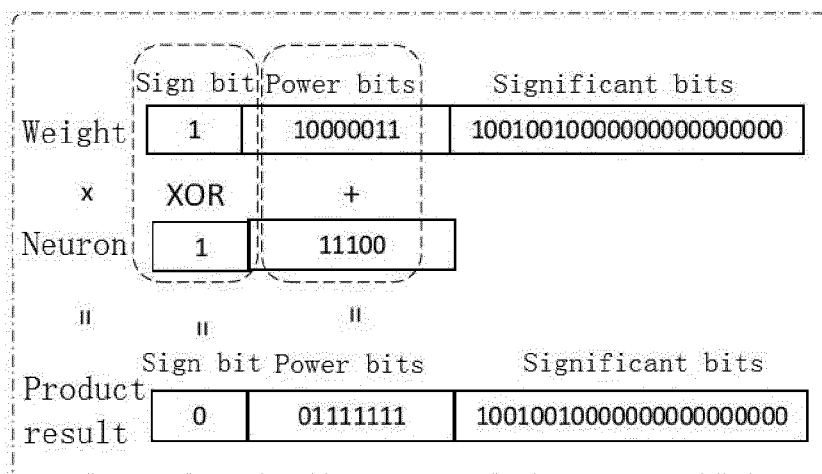 Sign bit Power bits Significant bits
Weight 1 10000011 10010010000000000000000
x XOR +
Neuron 1 11100
= = =
Sign bit Power bits Significant bits
Product result 0 01111111 10010010000000000000000